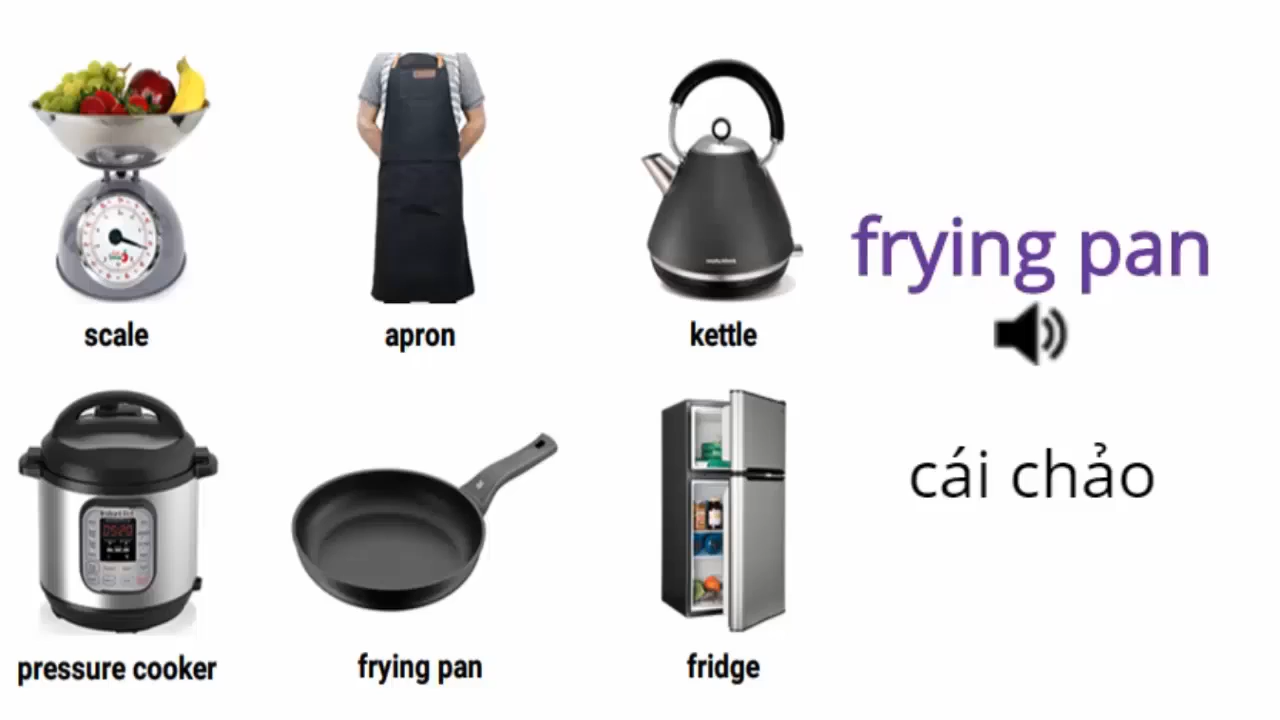 scale
apron
kettle
frying pan
cái chảo
pressure cooker
frying pan
fridge